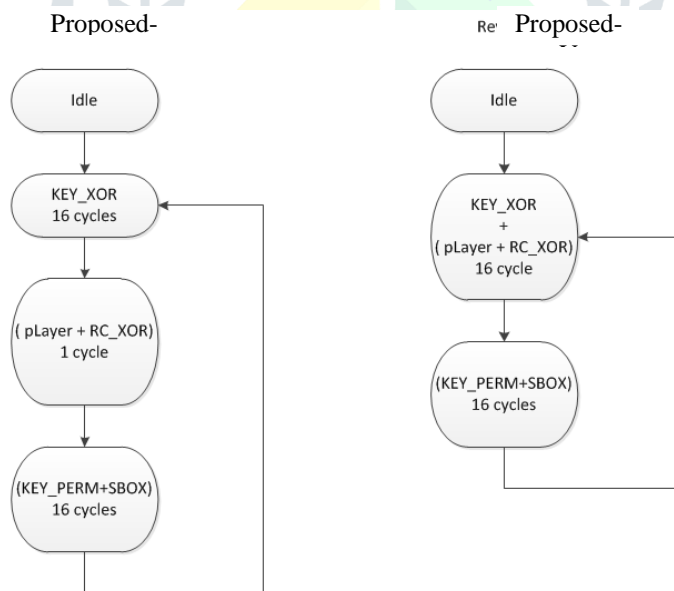 Proposed-
Idle
KEY_XOR
16 cycles
( pLayer + RC_XOR)
1 cycle
(KEY_PERM+SBOX)
16 cycles
Proposed-
Idle
KEY_XOR
+
( pLayer + RC_XOR)
16 cycle
(KEY_PERM+SBOX)
16 cycles